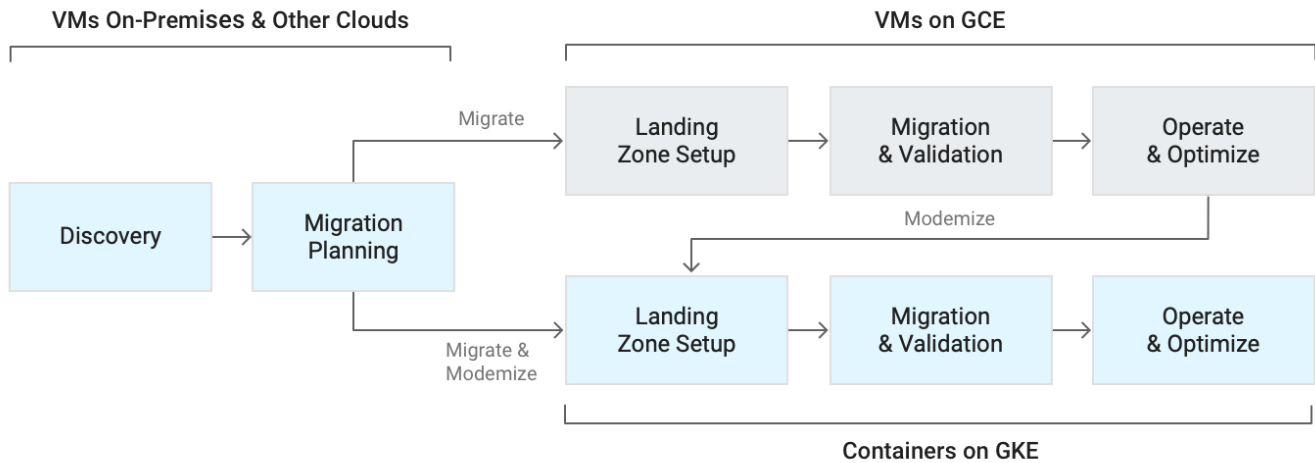 VMs On-Premises & Other Clouds
VMs on GCE
Migrate
Landing
Zone Setup
Migration
& Validation
Operate
& Optimize
Discovery
Migration
Planning
Modemize
Landing
Zone Setup
Migration
& Validation
Operate
& Optimize
Migrate &
Modemize
Containers on GKE